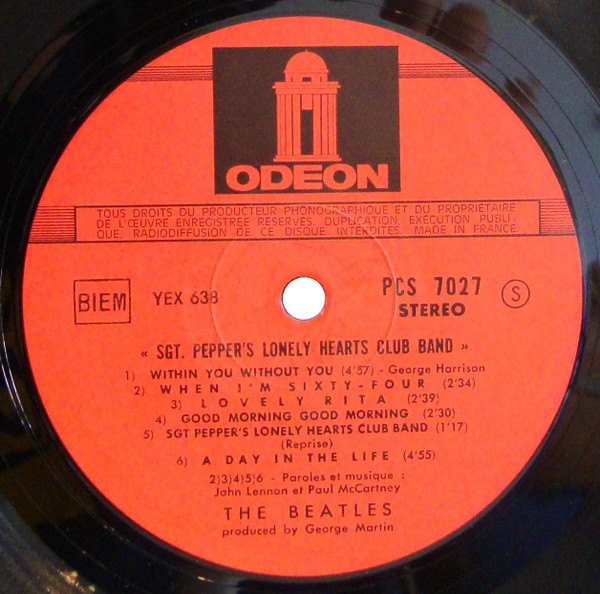 ODEON
TOUS DROITS DU PRODUCTEUR PHONOGRAPHIQUE ET DU PROPRIÉTAIRE
DE L'ŒUVRE ENREGISTRÉE RÉSERVÉS. DUPLICATION EXÉCUTION PUBLI-
QUE, RADIODIFFUSION DE CE DISQUE INTERDITES. MADE IN FRANCE.
BIEM YEX 638 PCS 7027 S
STEREO
« SGT. PEPPER'S LONELY HEARTS CLUB BAND »
1) WITHIN YOU WITHOUT YOU (4'57) - George Harrison
2) WHEN I'M SIXTY-FOUR (2'34)
3) LOVELY RITA (2'39)
4) GOOD MORNING GOOD MORNING (2'30)
5) SGT PEPPER'S LONELY HEARTS CLUB BAND (1'17)
(Reprise)
6) A DAY IN THE LIFE (4'55)
2)3)4)5)6 - Paroles et musique :
John Lennon et Paul McCartney
THE BEATLES
produced by George Martin